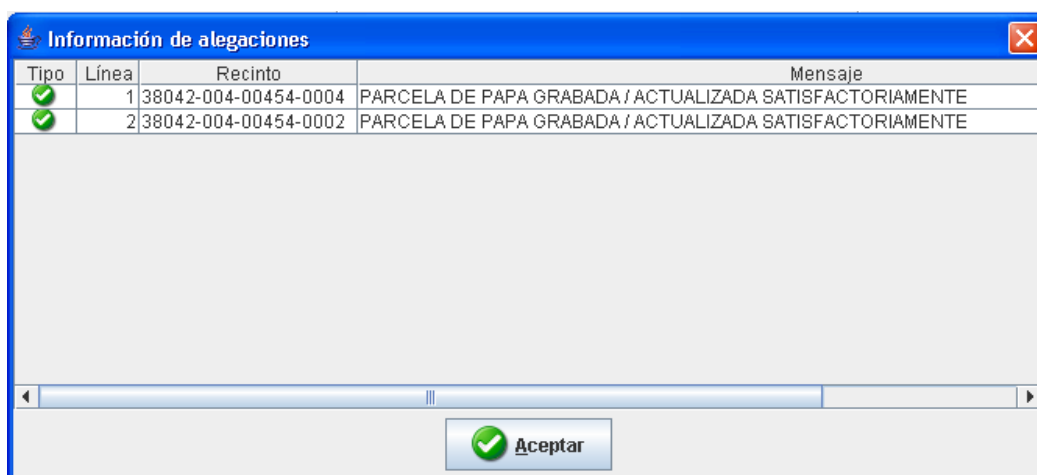 Información de alegaciones
Tipo Línea Recinto Mensaje
1 38042-004-00454-0004 PARCELA DE PAPA GRABADA / ACTUALIZADA SATISFACTORIAMENTE
2 38042-004-00454-0002 PARCELA DE PAPA GRABADA / ACTUALIZADA SATISFACTORIAMENTE
Aceptar